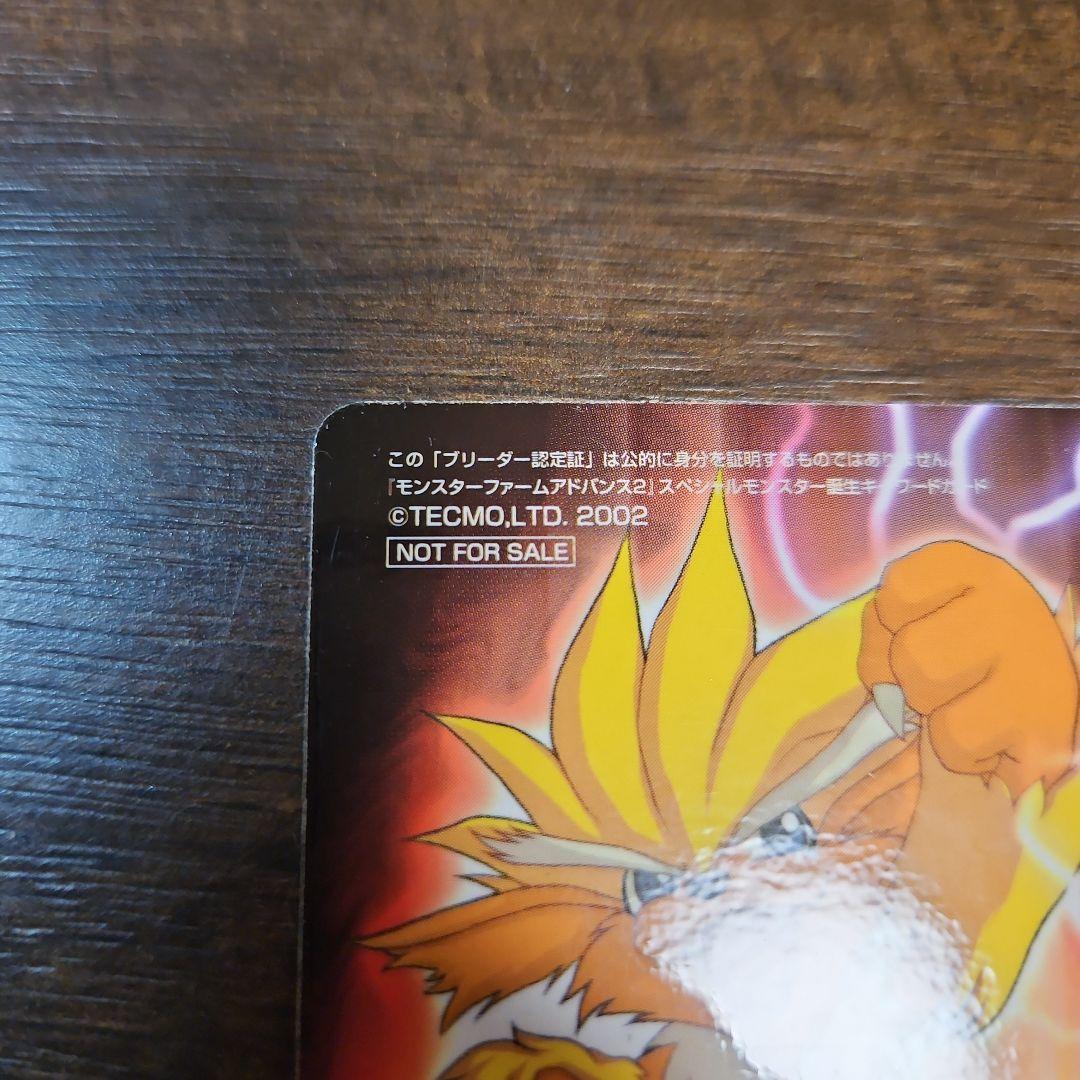 この「ブリーダー認定証」は公的に身分を証明するものではありません。
『モンスターファームアドバンス2』スペシャルモンスター誕生キーワードカード
©TECMO,LTD. 2002
NOT FOR SALE